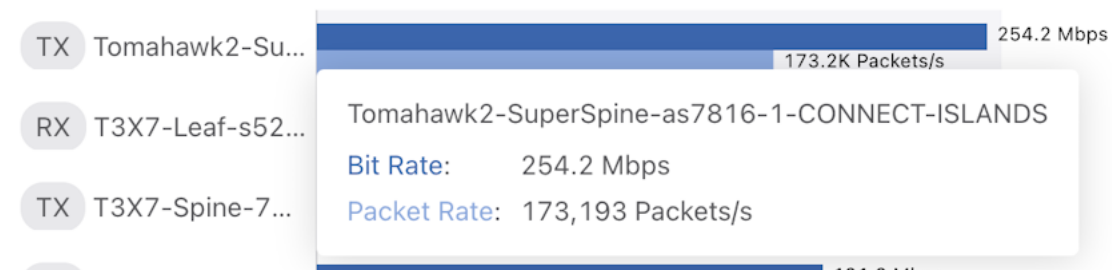 TX Tomahawk2-Su... 254.2 Mbps
173.2K Packets/s
Tomahawk2-SuperSpine-as7816-1-CONNECT-ISLANDS
RX T3X7-Leaf-s52...
Bit Rate: 254.2 Mbps
TX T3X7-Spine-7...
Packet Rate: 173,193 Packets/s